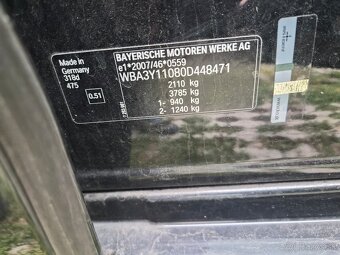 Made in
Germany
318d
475
0.51
BAYERISCHE MOTOREN WERKE AG
e1*2007/46*0559
WBA3Y11080D448471
2110 kg
3785 kg
1- 940 kg
2- 1240 kg